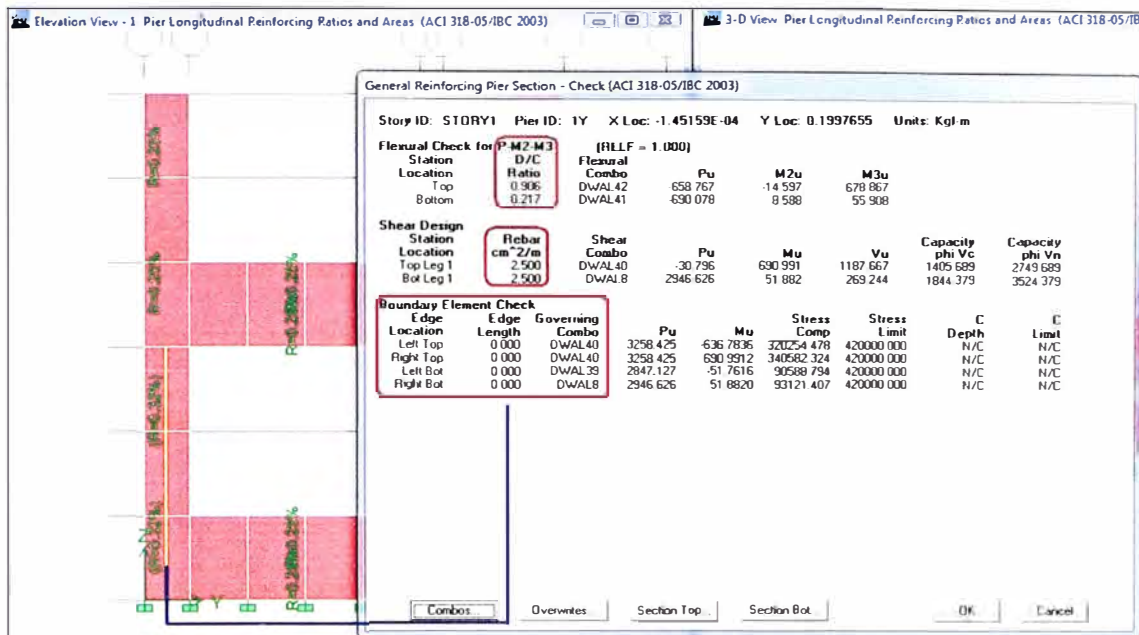 Elevation View - 1 Pier Longitudinal Reinforcing Ratios and Areas (ACI 318-05/IBC 2003)
3-D View Pier Longitudinal Reinforcing Ratios and Areas (ACI 318-05/IB
General Reinforcing Pier Section - Check (ACI 318-05/IBC 2003)
Story ID: STORY1 Pier ID: 1Y X Loc: -1.45159E-04 Y Loc: 0.1997655 Units: Kgf-m
Flexural Check for P-M2-M3 (RLLF = 1.000)
Station D/C Flexural
Location Ratio Combo Pu M2u M3u
Top 0.906 DWAL42 -658.767 -14.597 678.867
Bottom 0.217 DWAL41 -690.078 8.588 55.908
Shear Design
Station Rebar Shear Capacity Capacity
Location cm^2/m Combo Pu Mu Vu phi Vc phi Vn
Top Leg 1 2.500 DWAL40 -30.796 690.991 1187.667 1405.689 2749.689
Bot Leg 1 2.500 DWAL8 2946.626 51.882 269.244 1844.379 3524.379
Boundary Element Check
Edge Edge Governing Stress Stress C C
Location Length Combo Pu Mu Comp Limit Depth Limit
Left Top 0.000 DWAL40 3258.425 -636.7836 320254.478 420000.000 N/C N/C
Right Top 0.000 DWAL40 3258.425 690.9912 340582.324 420000.000 N/C N/C
Left Bot 0.000 DWAL39 2847.127 -51.7616 90588.794 420000.000 N/C N/C
Right Bot 0.000 DWAL8 2946.626 51.8820 93121.407 420000.000 N/C N/C
R=0.25%
R=0.25%
Y
Combos...
Overwrites...
Section Top...
Section Bot...
OK
Cancel